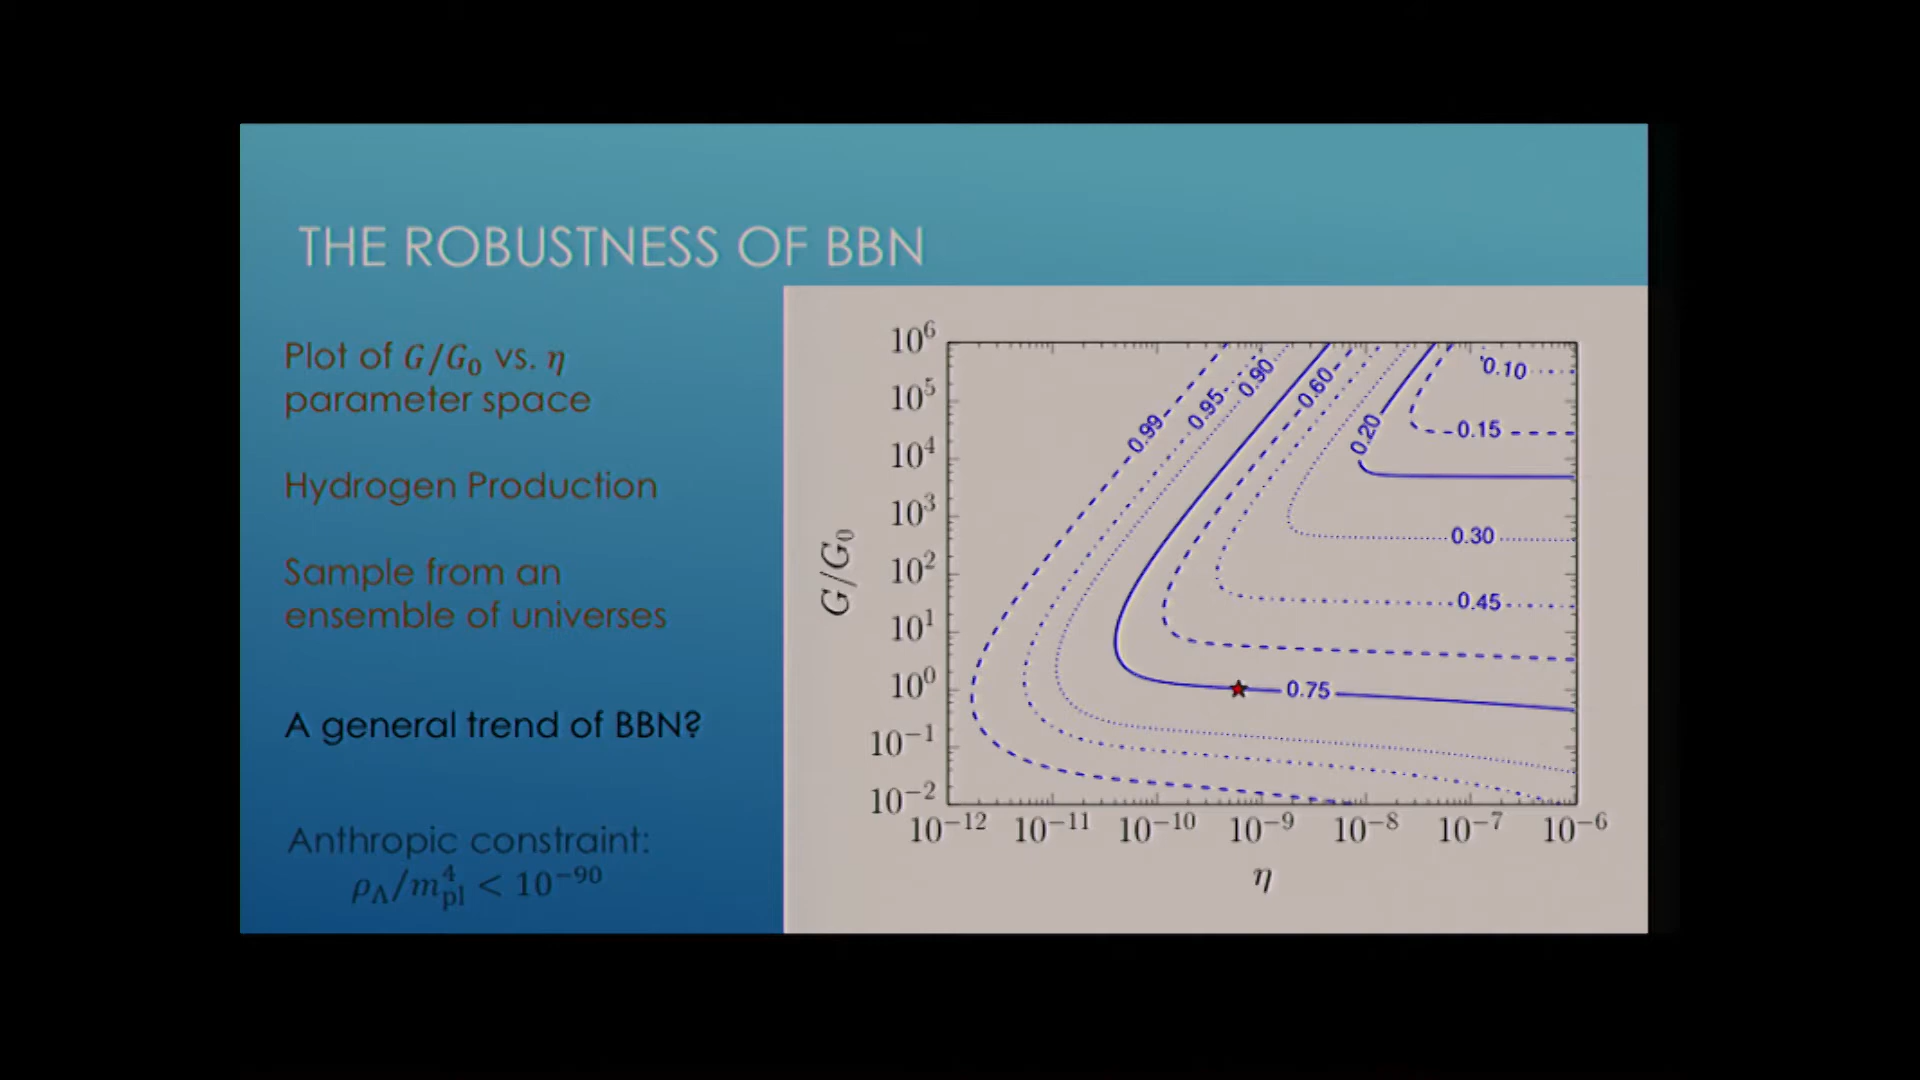 THE ROBUSTNESS OF BBN
Plot of G/G₀ vs. η
parameter space
Hydrogen Production
Sample from an
ensemble of universes
A general trend of BBN?
Anthropic constraint:
ρ_Λ/m_pl⁴ < 10⁻⁹⁰
G/G₀
10⁶
10⁵
10⁴
10³
10²
10¹
10⁰
10⁻¹
10⁻²
0.99
0.95
0.90
0.60
0.20
0.10
0.15
0.30
0.45
0.75
10⁻¹² 10⁻¹¹ 10⁻¹⁰ 10⁻⁹ 10⁻⁸ 10⁻⁷ 10⁻⁶
η